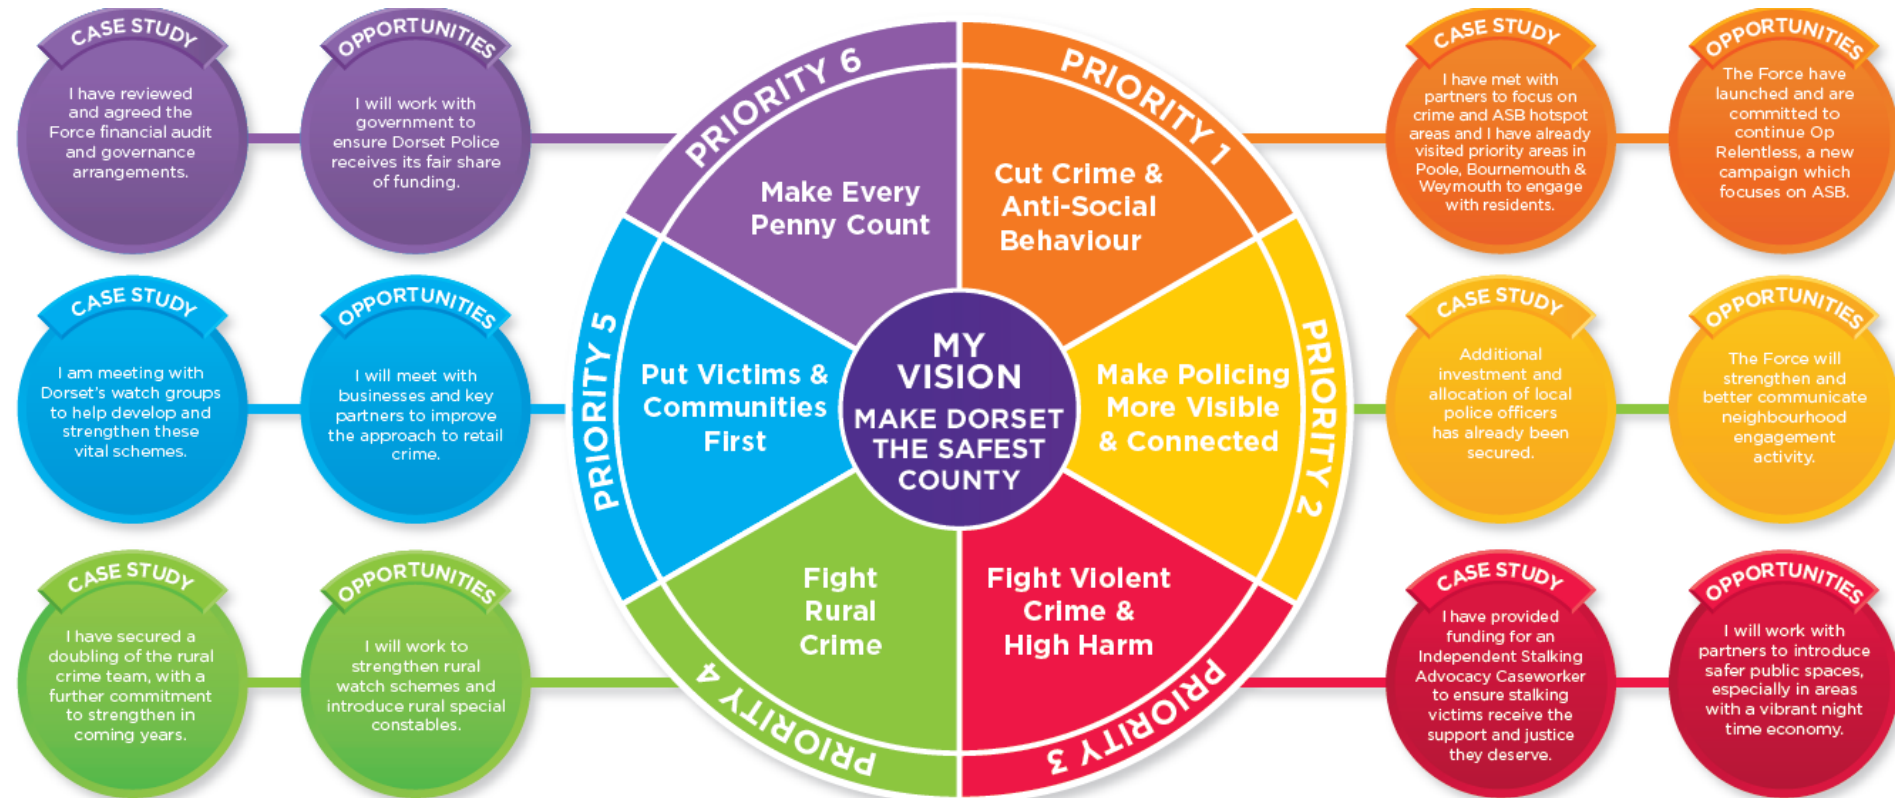 CASE STUDY
I have reviewed
and agreed the
Force financial audit
and governance
arrangements.
OPPORTUNITIES
I will work with
government to
ensure Dorset Police
receives its fair share
of funding.
CASE STUDY
I am meeting with
Dorset's watch groups
to help develop and
strengthen these
vital schemes.
OPPORTUNITIES
I will meet with
businesses and key
partners to improve
the approach to retail
crime.
CASE STUDY
I have secured a
doubling of the rural
crime team, with a
further commitment
to strengthen in
coming years.
OPPORTUNITIES
I will work to
strengthen rural
watch schemes and
introduce rural special
constables.
PRIORITY 6
Make Every
Penny Count
PRIORITY 1
Cut Crime &
Anti-Social
Behaviour
PRIORITY 5
Put Victims &
Communities
First
MY
VISION
MAKE DORSET
THE SAFEST
COUNTY
PRIORITY 2
Make Policing
More Visible
& Connected
PRIORITY 4
Fight
Rural
Crime
PRIORITY 3
Fight Violent
Crime &
High Harm
CASE STUDY
I have met with
partners to focus on
crime and ASB hotspot
areas and I have already
visited priority areas in
Poole, Bournemouth &
Weymouth to engage
with residents.
OPPORTUNITIES
The Force have
launched and are
committed to
continue Op
Relentless, a new
campaign which
focuses on ASB.
CASE STUDY
Additional
investment and
allocation of local
police officers
has already been
secured.
OPPORTUNITIES
The Force will
strengthen and
better communicate
neighbourhood
engagement
activity.
CASE STUDY
I have provided
funding for an
Independent Stalking
Advocacy Caseworker
to ensure stalking
victims receive the
support and justice
they deserve.
OPPORTUNITIES
I will work with
partners to introduce
safer public spaces,
especially in areas
with a vibrant night
time economy.